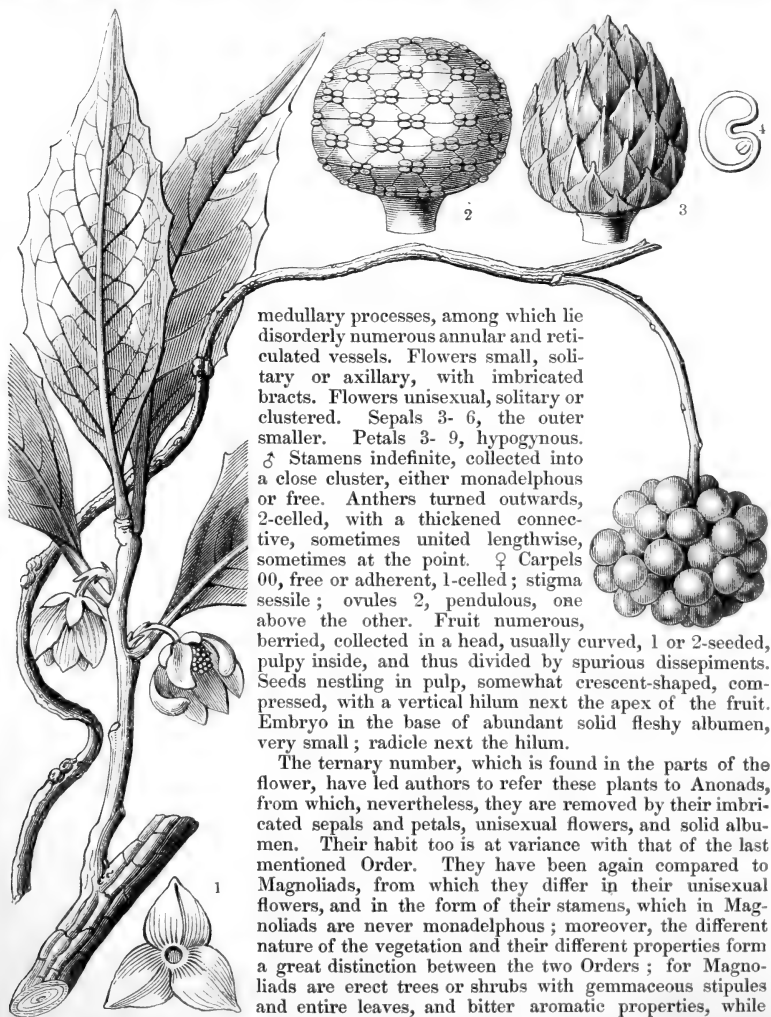 2
3
4
medullary processes, among which lie
disorderly numerous annular and reti-
culated vessels. Flowers small, soli-
tary or axillary, with imbricated
bracts. Flowers unisexual, solitary or
clustered. Sepals 3- 6, the outer
smaller. Petals 3- 9, hypogynous.
♂ Stamens indefinite, collected into
a close cluster, either monadelphous
or free. Anthers turned outwards,
2-celled, with a thickened connec-
tive, sometimes united lengthwise,
sometimes at the point. ♀ Carpels
00, free or adherent, 1-celled; stigma
sessile; ovules 2, pendulous, one
above the other. Fruit numerous,
berried, collected in a head, usually curved, 1 or 2-seeded,
pulpy inside, and thus divided by spurious dissepiments.
Seeds nestling in pulp, somewhat crescent-shaped, com-
pressed, with a vertical hilum next the apex of the fruit.
Embryo in the base of abundant solid fleshy albumen,
very small; radicle next the hilum.
The ternary number, which is found in the parts of the
flower, have led authors to refer these plants to Anonads,
from which, nevertheless, they are removed by their imbri-
cated sepals and petals, unisexual flowers, and solid albu-
men. Their habit too is at variance with that of the last
mentioned Order. They have been again compared to
Magnoliads, from which they differ in their unisexual
flowers, and in the form of their stamens, which in Mag-
noliads are never monadelphous; moreover, the different
nature of the vegetation and their different properties form
a great distinction between the two Orders; for Magno-
liads are erect trees or shrubs with gemmaceous stipules
and entire leaves, and bitter aromatic properties, while
1